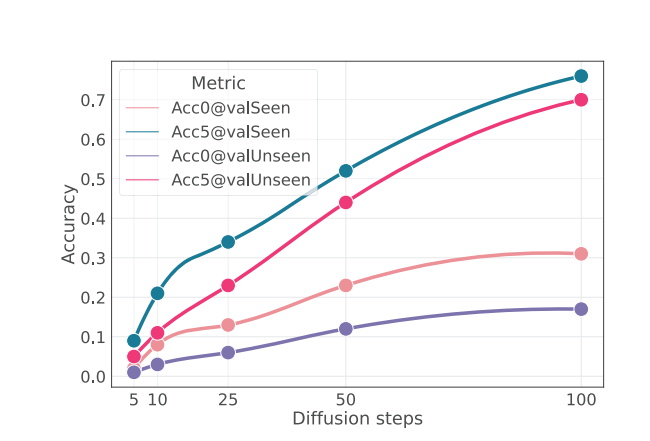 Metric
Acc0@valSeen
Acc5@valSeen
Acc0@valUnseen
Acc5@valUnseen
Accuracy
0.7
0.6
0.5
0.4
0.3
0.2
0.1
0.0
5 10 25 50 100
Diffusion steps